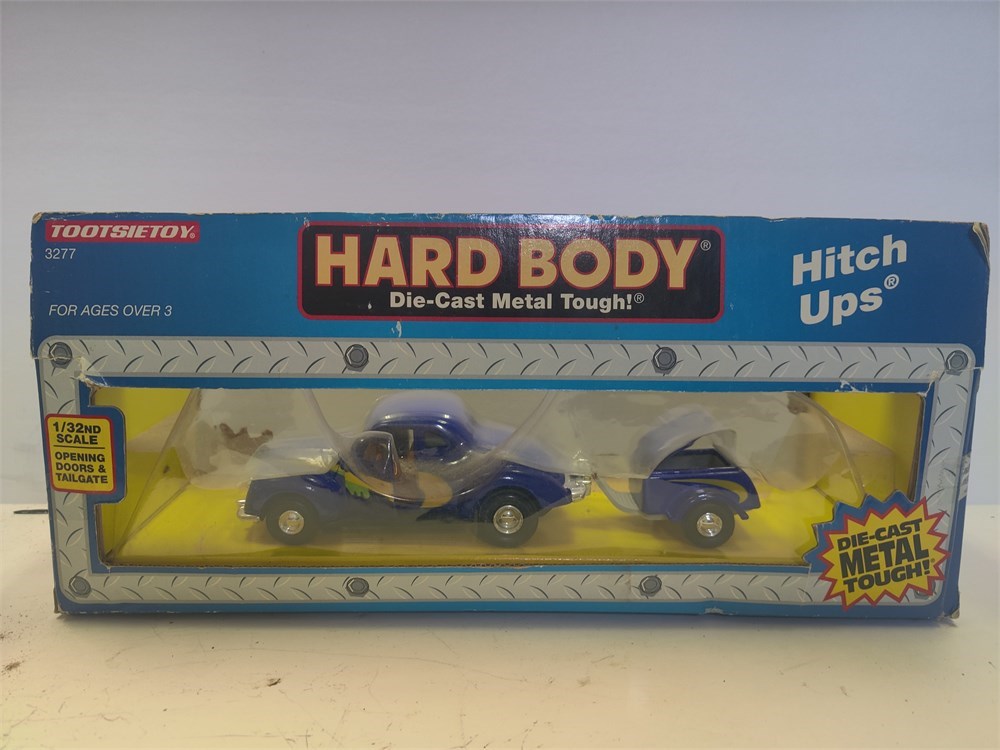 TOOTSIETOY®
3277
FOR AGES OVER 3
HARD BODY®
Die-Cast Metal Tough!®
Hitch
Ups®
1/32ND
SCALE
OPENING
DOORS &
TAILGATE
DIE-CAST
METAL
TOUGH!